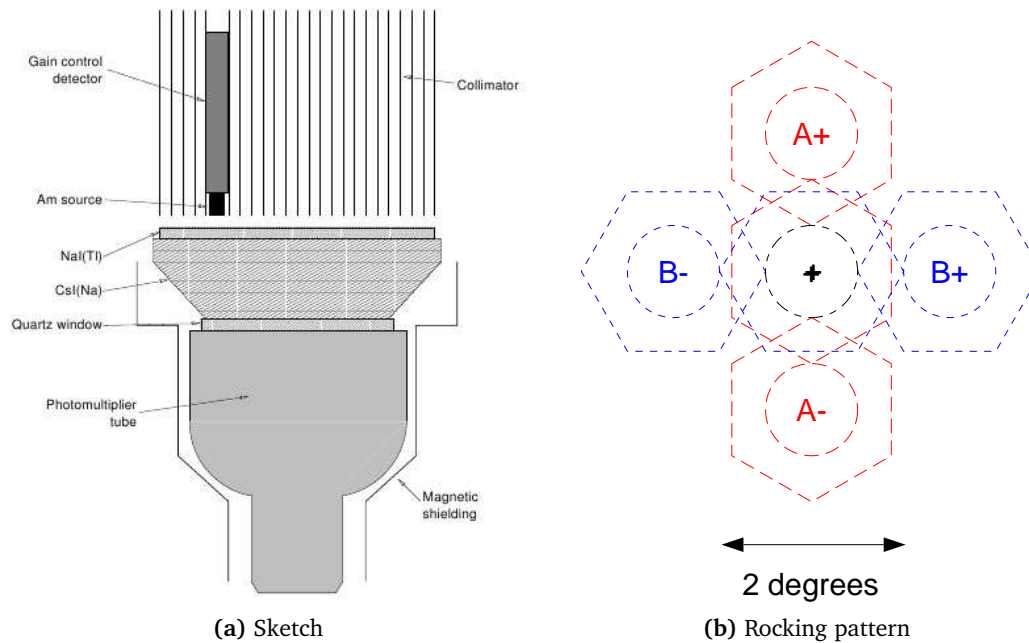 Gain control
detector
Collimator
Am source
NaI(Tl)
CsI(Na)
Quartz window
Photomultiplier
tube
Magnetic
shielding
(a) Sketch
A+
B-
+
B+
A-
2 degrees
(b) Rocking pattern